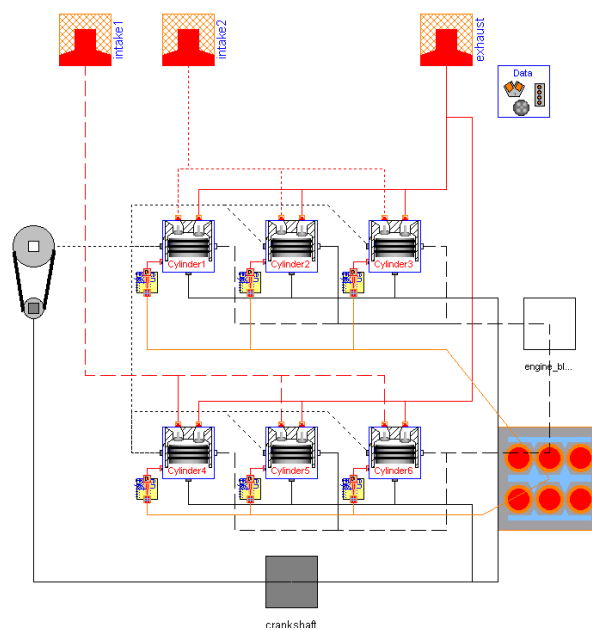 intake1
intake2
exhaust
Data
Cylinder1
Cylinder2
Cylinder3
engine_bl...
Cylinder4
Cylinder5
Cylinder6
crankshaft